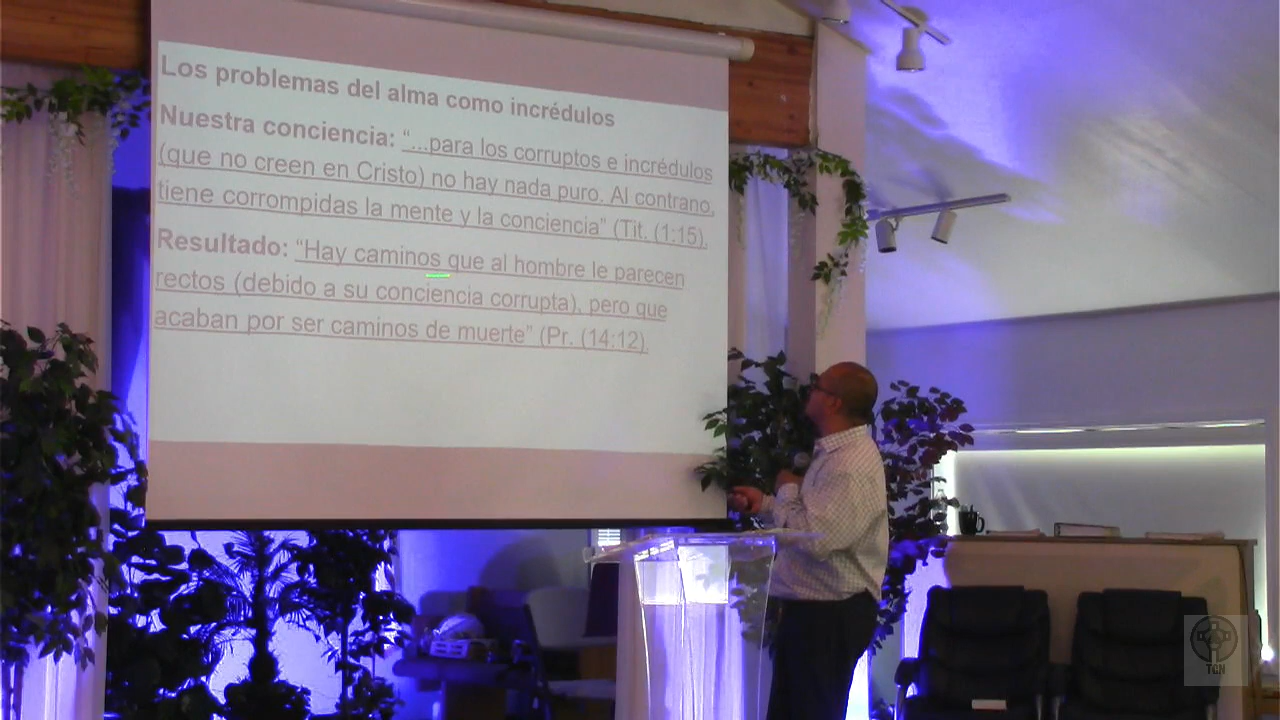 Los problemas del alma como incrédulos
Nuestra conciencia: “...para los corruptos e incrédulos
(que no creen en Cristo) no hay nada puro. Al contrario,
tiene corrompidas la mente y la conciencia” (Tit. (1:15).
Resultado: “Hay caminos que al hombre le parecen
rectos (debido a su conciencia corrupta), pero que
acaban por ser caminos de muerte” (Pr. (14:12).
TGN